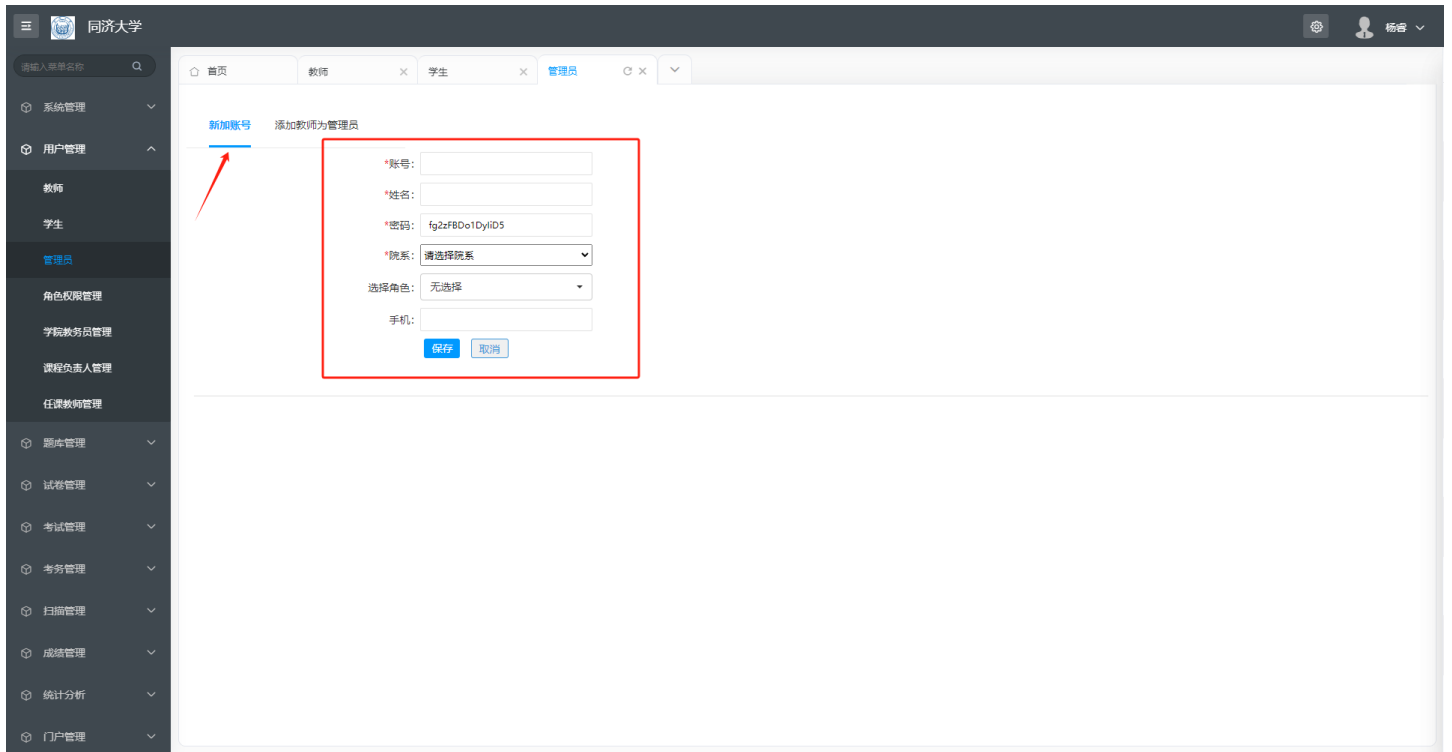 同济大学
杨睿
请输入菜单名称
首页
教师
学生
管理员
系统管理
用户管理
教师
学生
管理员
角色权限管理
学院教务员管理
课程负责人管理
任课教师管理
题库管理
试卷管理
考试管理
考务管理
扫描管理
成绩管理
统计分析
门户管理
新加账号 添加教师为管理员
*账号：
*姓名：
*密码： fg2zFBDo1DyliD5
*院系： 请选择院系
选择角色： 无选择
手机：
保存 取消